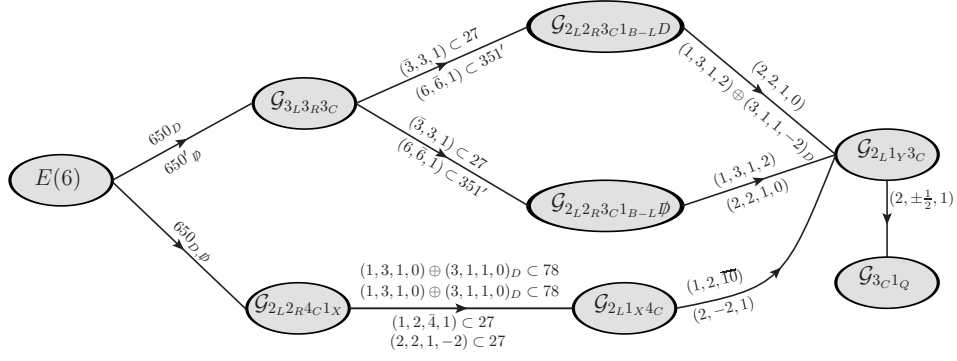 E(6)
650_D
650'_{D̸}
650_{D,D̸}
𝒢_{3_L3_R3_C}
(3̄, 3, 1) ⊂ 27
(6, 6̄, 1) ⊂ 351'
(3̄, 3, 1) ⊂ 27
(6, 6̄, 1) ⊂ 351'
𝒢_{2_L2_R3_C1_{B−L}D}
𝒢_{2_L2_R3_C1_{B−L}D̸}
(2, 2, 1, 0)
(1, 3, 1, 2) ⊕ (3, 1, 1, −2)_D
(1, 3, 1, 2)
(2, 2, 1, 0)
𝒢_{2_L1_Y3_C}
(2, ±½, 1)
𝒢_{3_C1_Q}
𝒢_{2_L2_R4_C1_X}
(1, 3, 1, 0) ⊕ (3, 1, 1, 0)_D ⊂ 78
(1, 3, 1, 0) ⊕ (3, 1, 1, 0)_D ⊂ 78
(1, 2, 4̄, 1) ⊂ 27
(2, 2, 1, −2) ⊂ 27
𝒢_{2_L1_X4_C}
(1, 2, 1̅0̅)
(2, −2, 1)